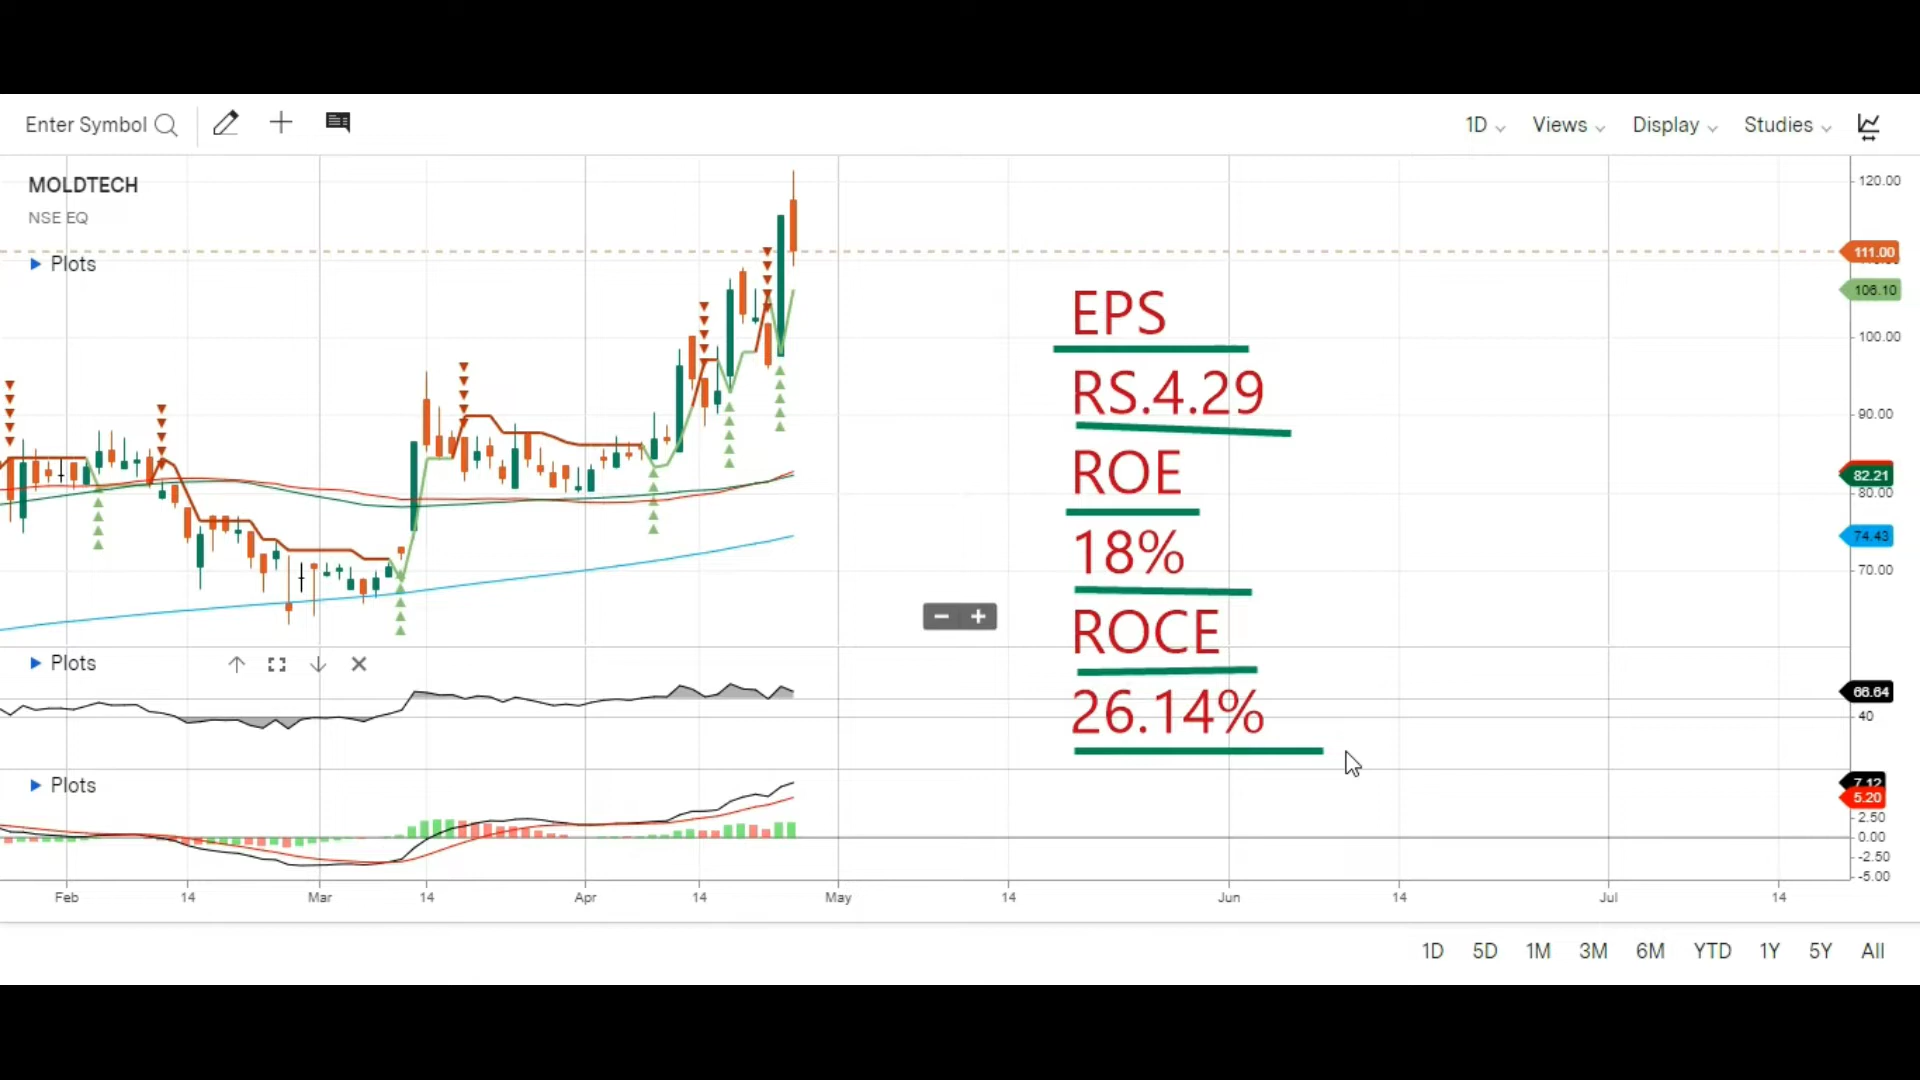 Enter Symbol
1D Views Display Studies
MOLDTECH
NSE EQ
Plots
120.00
111.00
106.10
100.00
90.00
82.21
80.00
74.43
70.00
EPS
RS.4.29
ROE
18%
ROCE
26.14%
Plots
66.64
40
Plots
7.12
5.20
2.50
0.00
-2.50
-5.00
Feb 14 Mar 14 Apr 14 May 14 Jun 14 Jul 14
1D 5D 1M 3M 6M YTD 1Y 5Y All